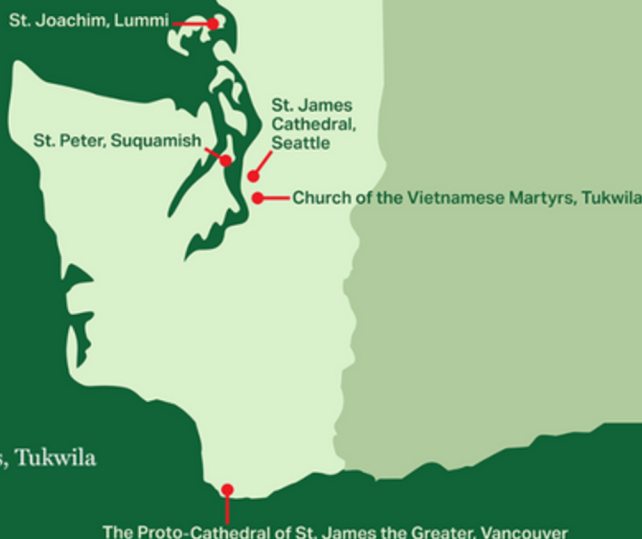 St. Joachim, Lummi
St. James
Cathedral,
Seattle
St. Peter, Suquamish
Church of the Vietnamese Martyrs, Tukwila
s, Tukwila
The Proto-Cathedral of St. James the Greater, Vancouver